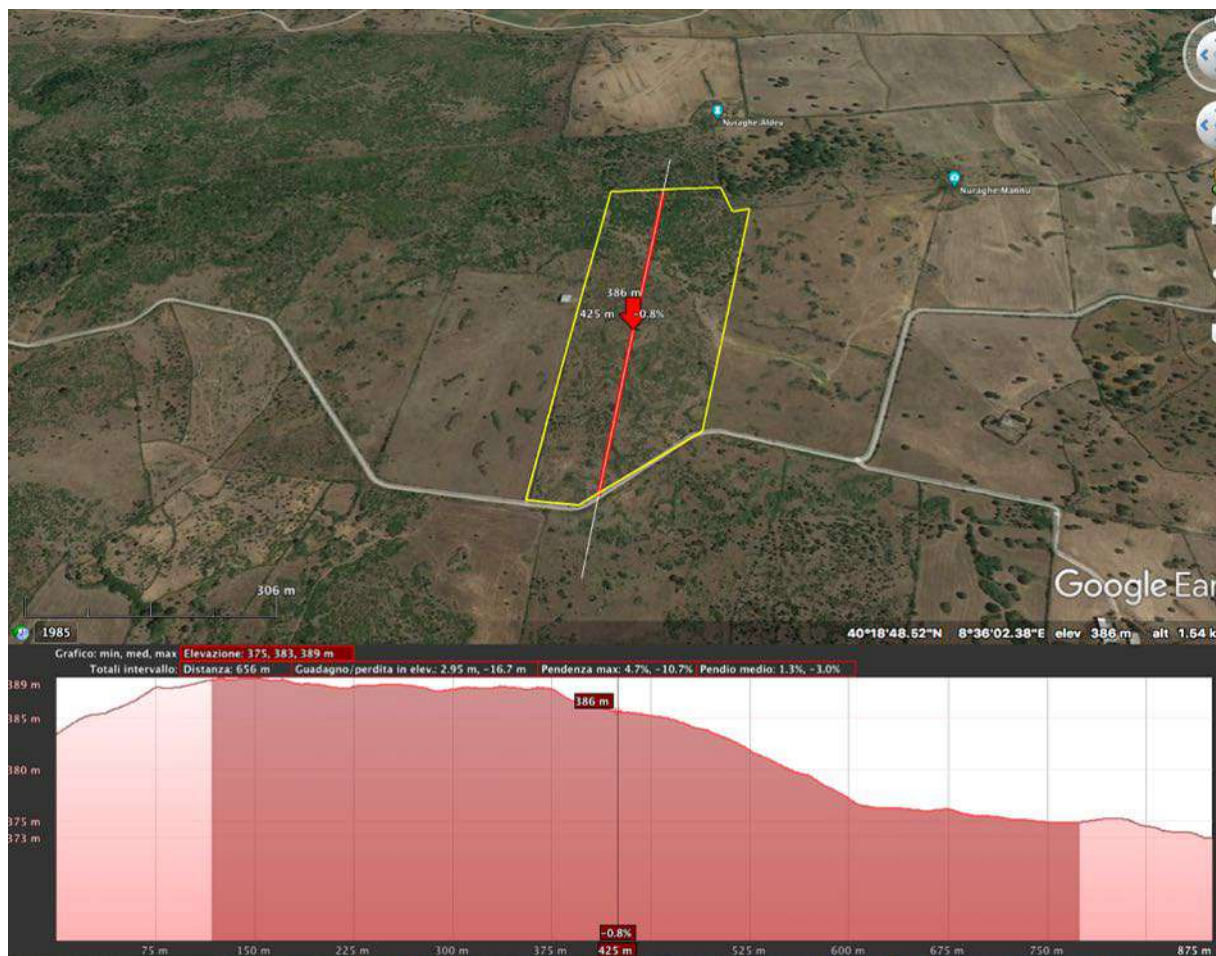 Nuraghe Aldeu
Nuraghe Mannu
386 m
425 m -0.8%
306 m
Google Ear
1985
40°18'48.52"N 8°36'02.38"E elev 386 m alt 1.54 k
Grafico: min, med, max Elevazione: 375, 383, 389 m
Totali intervallo: Distanza: 656 m Guadagno/perdita in elev.: 2.95 m, -16.7 m Pendenza max: 4.7%, -10.7% Pendio medio: 1.3%, -3.0%
389 m
386 m
385 m
380 m
375 m
373 m
-0.8%
75 m 150 m 225 m 300 m 375 m 425 m 525 m 600 m 675 m 750 m 875 m